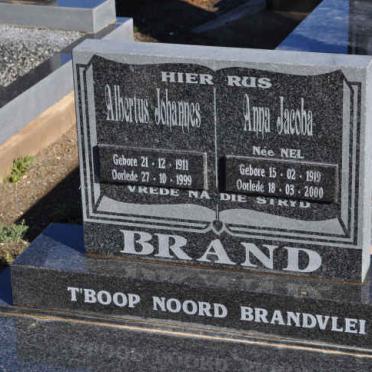 HIER RUS
Albertus Johannes
Gebore 21 - 12 - 1911
Oorlede 27 - 10 - 1999
Anna Jacoba
Née NEL
Gebore 15 - 02 - 1919
Oorlede 18 - 03 - 2000
VREDE NA DIE STRYD
BRAND
T'BOOP NOORD BRANDVLEI